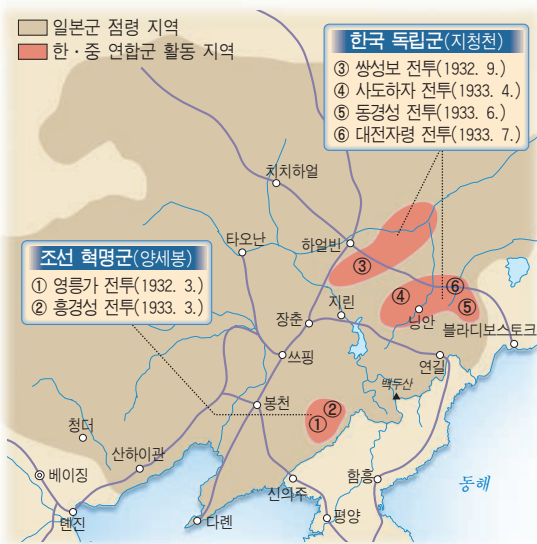 일본군 점령 지역
한·중 연합군 활동 지역
한국 독립군(지청천)
③ 쌍성보 전투(1932. 9.)
④ 사도하자 전투(1933. 4.)
⑤ 동경성 전투(1933. 6.)
⑥ 대전자령 전투(1933. 7.)
치치하얼
타오난
하얼빈
조선 혁명군(양세봉)
① 영릉가 전투(1932. 3.)
② 흥경성 전투(1933. 3.)
③
④
⑥
⑤
지린
장춘
닝안
블라디보스토크
쓰핑
연길
백두산
봉천
②
①
청더
산하이관
베이징
신의주
함흥
동해
톈진
다롄
평양